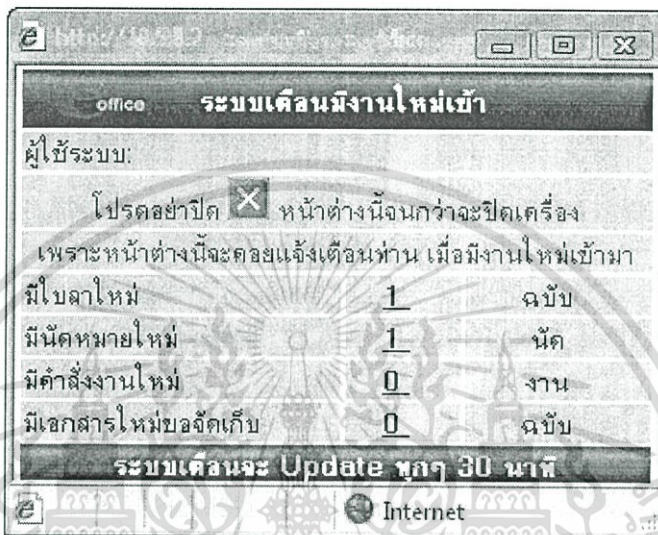 office ระบบเตือนมีงานใหม่เข้า
ผู้ใช้ระบบ:
โปรดอย่าปิด หน้าต่างนี้จนกว่าจะปิดเครื่อง
เพราะหน้าต่างนี้จะคอยแจ้งเตือนท่าน เมื่อมีงานใหม่เข้ามา
มีใบลาใหม่ 1 ฉบับ
มีนัดหมายใหม่ 1 นัด
มีคำสั่งงานใหม่ 0 งาน
มีเอกสารใหม่ขอจัดเก็บ 0 ฉบับ
ระบบเตือนจะ Update ทุกๆ 30 นาที
Internet